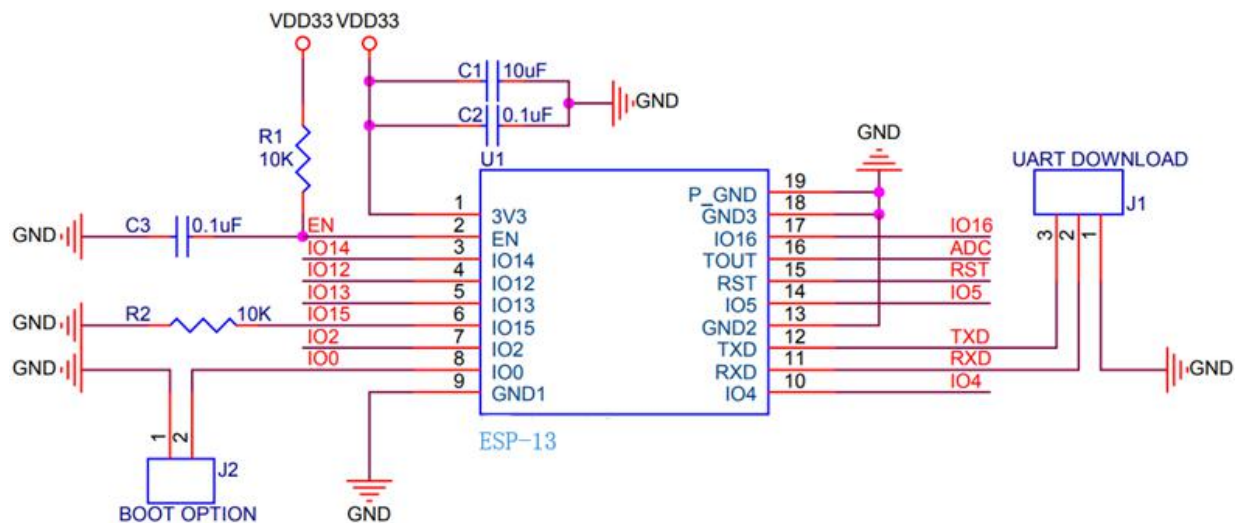 VDD33 VDD33
C1 10uF
GND
C2 0.1uF
R1
10K
U1
GND
UART DOWNLOAD
J1
3 2 1
C3 0.1uF
GND
EN
IO14
IO12
IO13
IO15
IO2
IO0
GND R2 10K
GND
1 3V3
2 EN
3 IO14
4 IO12
5 IO13
6 IO15
7 IO2
8 IO0
9 GND1
P_GND 19
GND3 18
IO16 17 IO16
TOUT 16 ADC
RST 15 RST
IO5 14 IO5
GND2 13
TXD 12 TXD
RXD 11 RXD
IO4 10 IO4
GND
ESP-13
1 2
J2
BOOT OPTION
GND